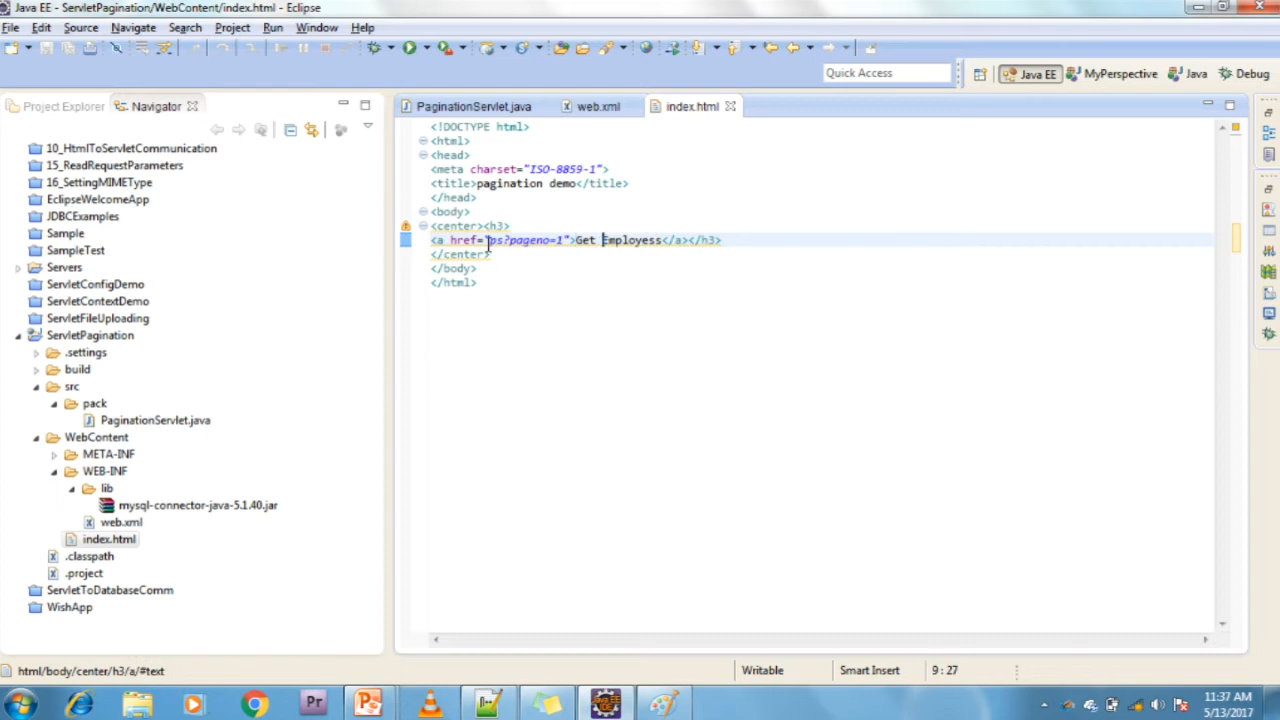 Java EE - ServletPagination/WebContent/index.html - Eclipse
File Edit Source Navigate Search Project Run Window Help
Quick Access
Java EE MyPerspective Java Debug
Project Explorer Navigator
PaginationServlet.java web.xml index.html
10_HtmlToServletCommunication
15_ReadRequestParameters
16_SettingMIMEType
EclipseWelcomeApp
JDBCExamples
Sample
SampleTest
Servers
ServletConfigDemo
ServletContextDemo
ServletFileUploading
ServletPagination
.settings
build
src
pack
PaginationServlet.java
WebContent
META-INF
WEB-INF
lib
mysql-connector-java-5.1.40.jar
web.xml
index.html
.classpath
.project
ServletToDatabaseComm
WishApp
<!DOCTYPE html>
<html>
<head>
<meta charset="ISO-8859-1">
<title>pagination demo</title>
</head>
<body>
<center><h3>
<a href="ps?pageno=1">Get Employess</a></h3>
</center>
</body>
</html>
html/body/center/h3/a/#text
Writable Smart Insert 9 : 27
Pr
Java EE IDE
11:37 AM
5/13/2017